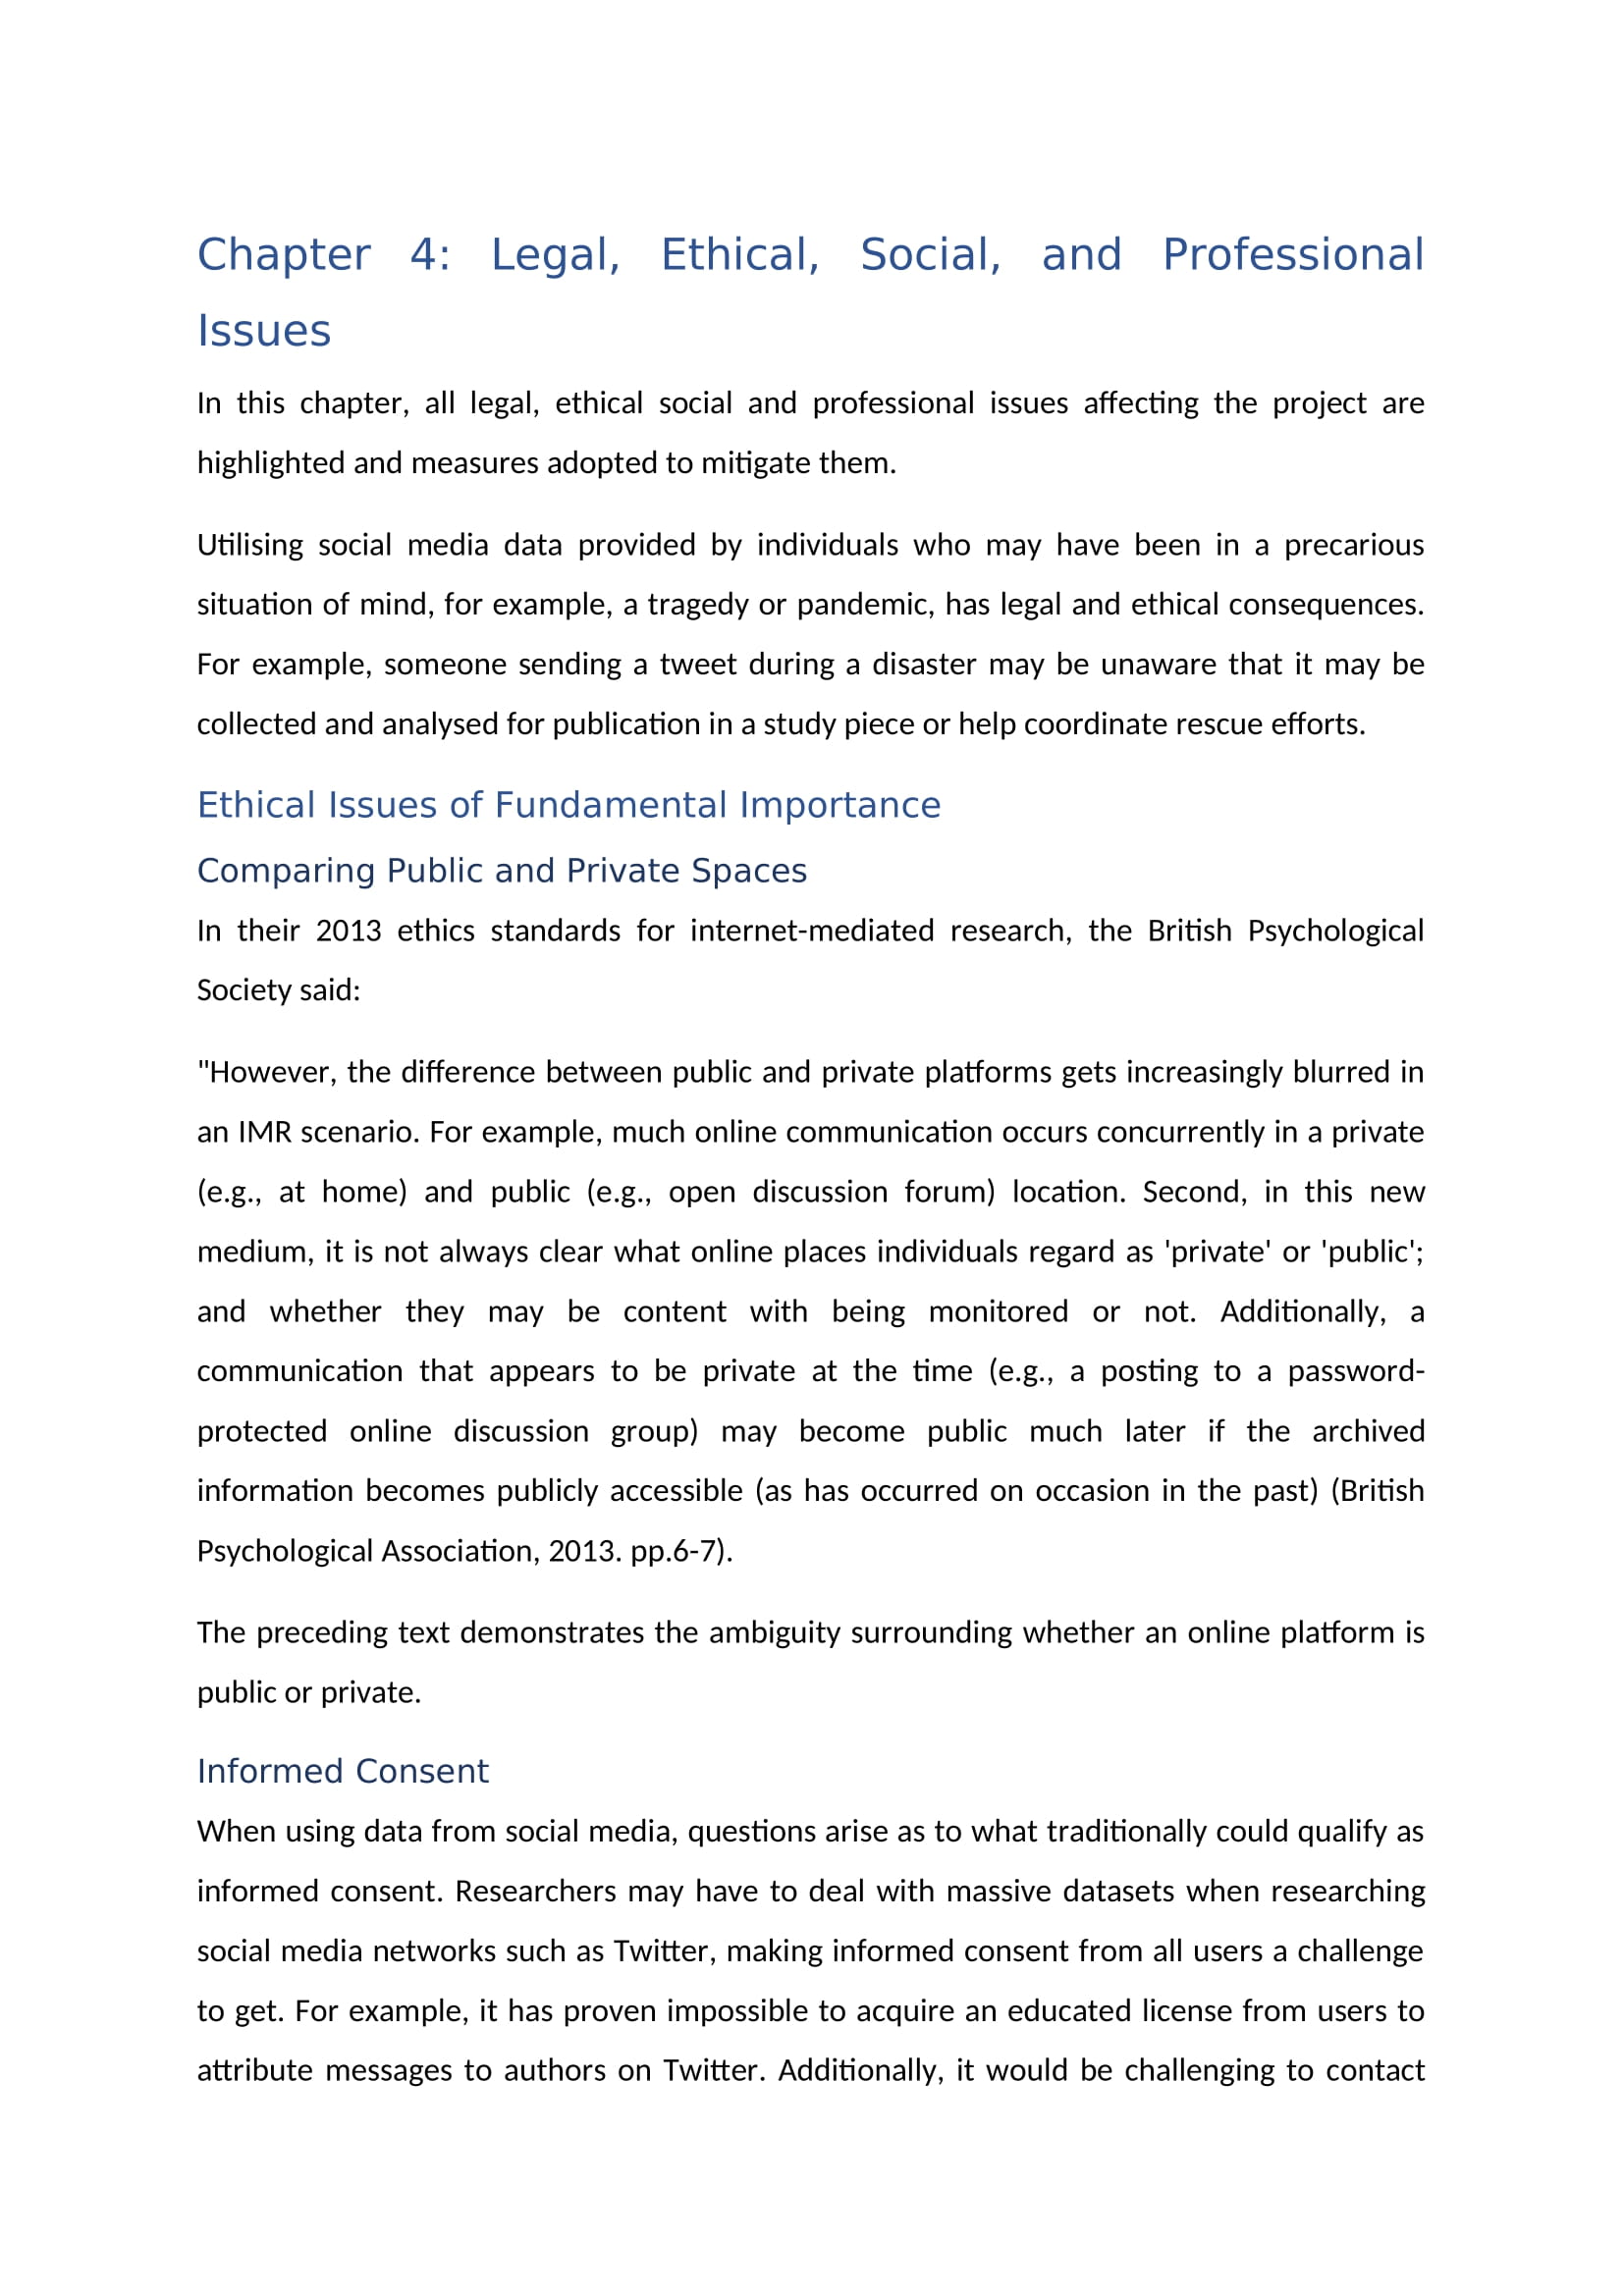 Chapter 4: Legal, Ethical, Social, and Professional
Issues
In this chapter, all legal, ethical social and professional issues affecting the project are
highlighted and measures adopted to mitigate them.
Utilising social media data provided by individuals who may have been in a precarious
situation of mind, for example, a tragedy or pandemic, has legal and ethical consequences.
For example, someone sending a tweet during a disaster may be unaware that it may be
collected and analysed for publication in a study piece or help coordinate rescue efforts.
Ethical Issues of Fundamental Importance
Comparing Public and Private Spaces
In their 2013 ethics standards for internet-mediated research, the British Psychological
Society said:
"However, the difference between public and private platforms gets increasingly blurred in
an IMR scenario. For example, much online communication occurs concurrently in a private
(e.g., at home) and public (e.g., open discussion forum) location. Second, in this new
medium, it is not always clear what online places individuals regard as 'private' or 'public';
and whether they may be content with being monitored or not. Additionally, a
communication that appears to be private at the time (e.g., a posting to a password-
protected online discussion group) may become public much later if the archived
information becomes publicly accessible (as has occurred on occasion in the past) (British
Psychological Association, 2013. pp.6-7).
The preceding text demonstrates the ambiguity surrounding whether an online platform is
public or private.
Informed Consent
When using data from social media, questions arise as to what traditionally could qualify as
informed consent. Researchers may have to deal with massive datasets when researching
social media networks such as Twitter, making informed consent from all users a challenge
to get. For example, it has proven impossible to acquire an educated license from users to
attribute messages to authors on Twitter. Additionally, it would be challenging to contact